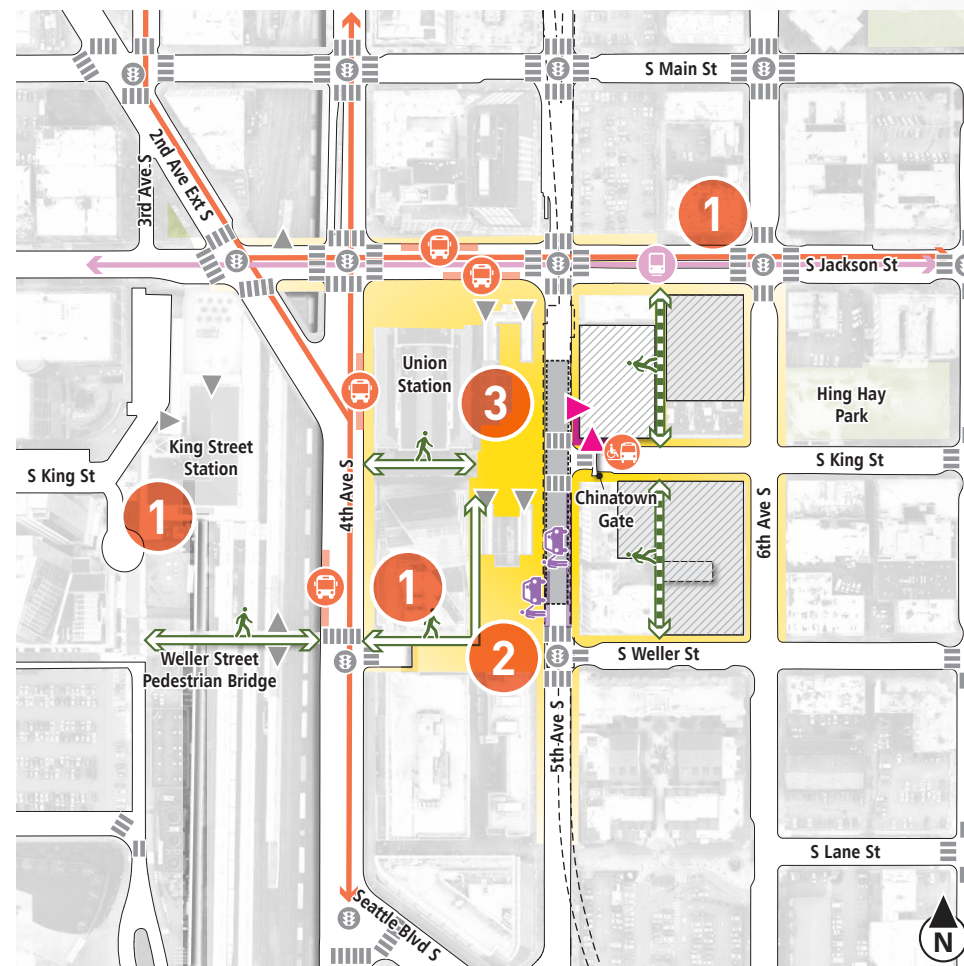 S Main St
3rd Ave S
2nd Ave Ext S
1
S Jackson St
Union
Station
3
Hing Hay
Park
King Street
Station
S King St
S King St
4th Ave S
Chinatown
Gate
6th Ave S
1
1
2
Weller Street
Pedestrian Bridge
S Weller St
5th Ave S
S Lane St
Seattle Blvd S
N